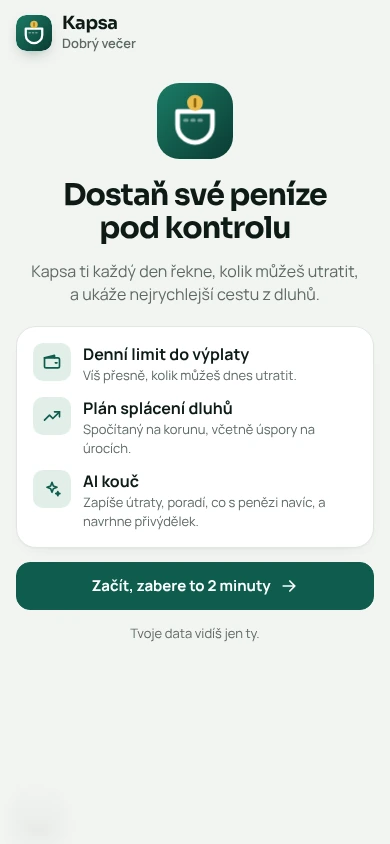 Kapsa
Dobrý večer
Dostaň své peníze
pod kontrolu
Kapsa ti každý den řekne, kolik můžeš utratit,
a ukáže nejrychlejší cestu z dluhů.
Denní limit do výplaty
Víš přesně, kolik můžeš dnes utratit.
Plán splácení dluhů
Spočítaný na korunu, včetně úspory na
úrocích.
AI kouč
Zapíše útraty, poradí, co s penězi navíc, a
navrhne přivýdělek.
Začít, zabere to 2 minuty
Tvoje data vidíš jen ty.